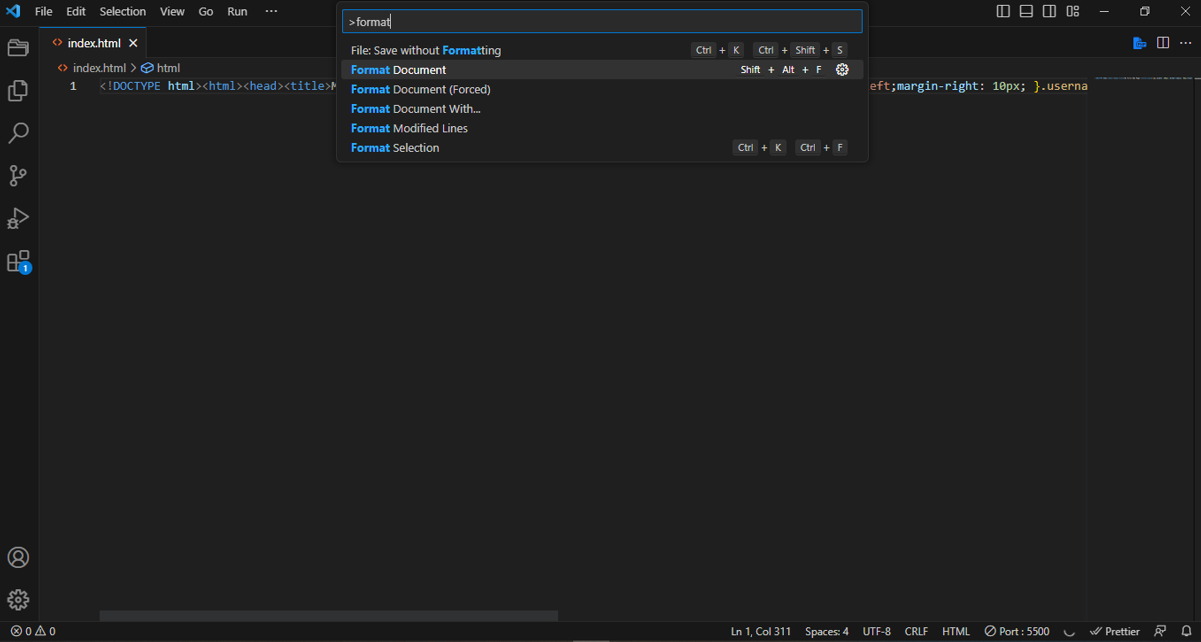 File Edit Selection View Go Run ···
>format
index.html
File: Save without Formatting Ctrl + K Ctrl + Shift + S
Format Document Shift + Alt + F
Format Document (Forced)
Format Document With...
Format Modified Lines
Format Selection Ctrl + K Ctrl + F
index.html > html
1 <!DOCTYPE html><html><head><title> eft;margin-right: 10px; }.userna
1
0 0 Ln 1, Col 311 Spaces: 4 UTF-8 CRLF HTML Port : 5500 Prettier